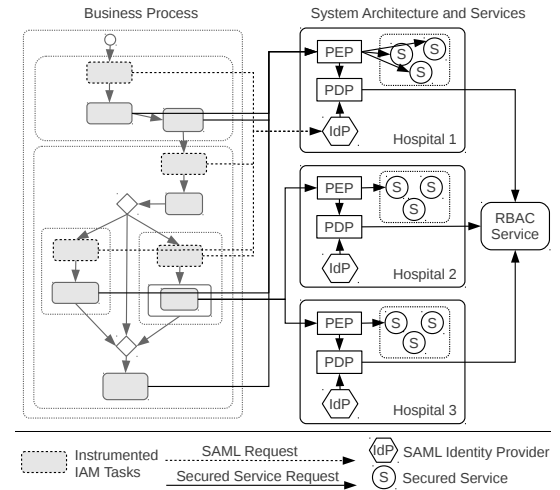 Business Process
System Architecture and Services
PEP
S
S
S
PDP
IdP
Hospital 1
PEP
S
S
S
PDP
IdP
Hospital 2
RBAC
Service
PEP
S
S
S
PDP
IdP
Hospital 3
Instrumented
IAM Tasks
SAML Request
Secured Service Request
IdP
SAML Identity Provider
S
Secured Service